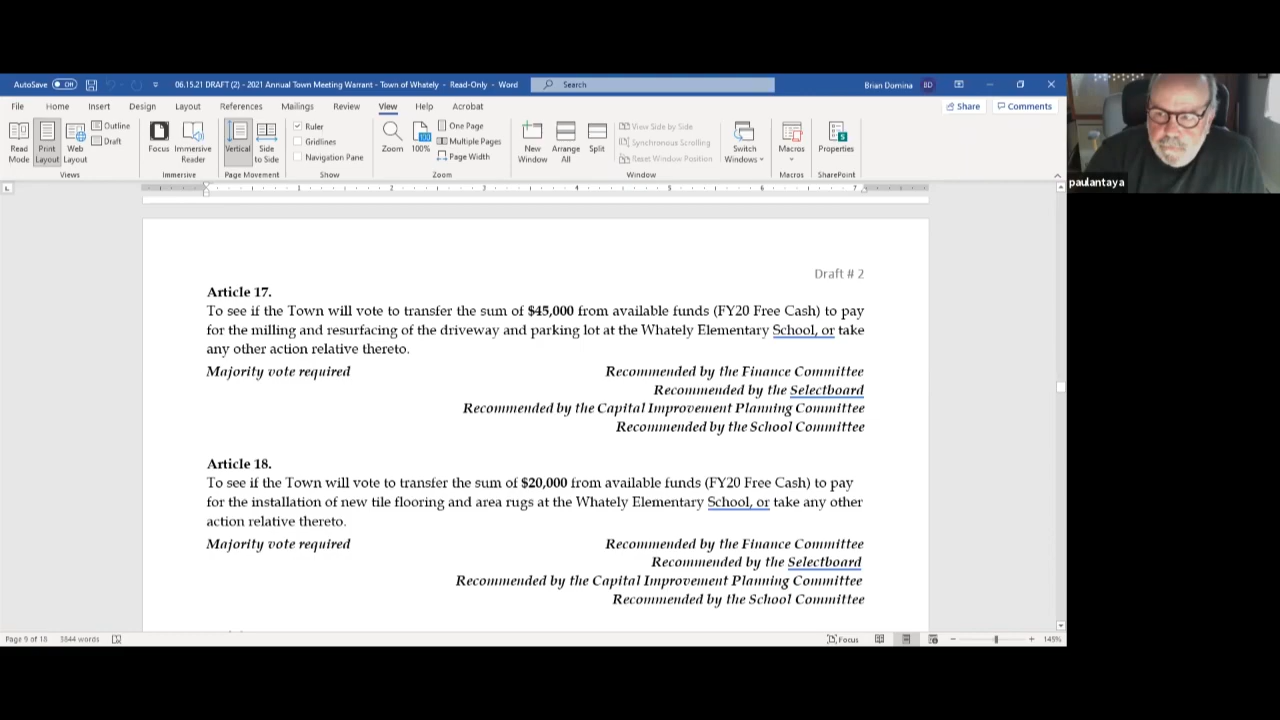 AutoSave Off 06.15.21 DRAFT (2) - 2021 Annual Town Meeting Warrant - Town of Whately - Read-Only - Word Search Brian Domina BD
File Home Insert Design Layout References Mailings Review View Help Acrobat Share Comments
Read Mode Print Layout Web Layout Outline Draft Views
Focus Immersive Reader Immersive
Vertical Side to Side Page Movement
Ruler Gridlines Navigation Pane Show
Zoom 100% One Page Multiple Pages Page Width Zoom
New Window Arrange All Split View Side by Side Synchronous Scrolling Reset Window Position Switch Windows Window
Macros Macros
Properties SharePoint
paulantaya
1 2 3 4 5 6 7
Draft # 2
Article 17.
To see if the Town will vote to transfer the sum of $45,000 from available funds (FY20 Free Cash) to pay
for the milling and resurfacing of the driveway and parking lot at the Whately Elementary School, or take
any other action relative thereto.
Majority vote required Recommended by the Finance Committee
Recommended by the Selectboard
Recommended by the Capital Improvement Planning Committee
Recommended by the School Committee
Article 18.
To see if the Town will vote to transfer the sum of $20,000 from available funds (FY20 Free Cash) to pay
for the installation of new tile flooring and area rugs at the Whately Elementary School, or take any other
action relative thereto.
Majority vote required Recommended by the Finance Committee
Recommended by the Selectboard
Recommended by the Capital Improvement Planning Committee
Recommended by the School Committee
Page 9 of 18 3844 words Focus 145%